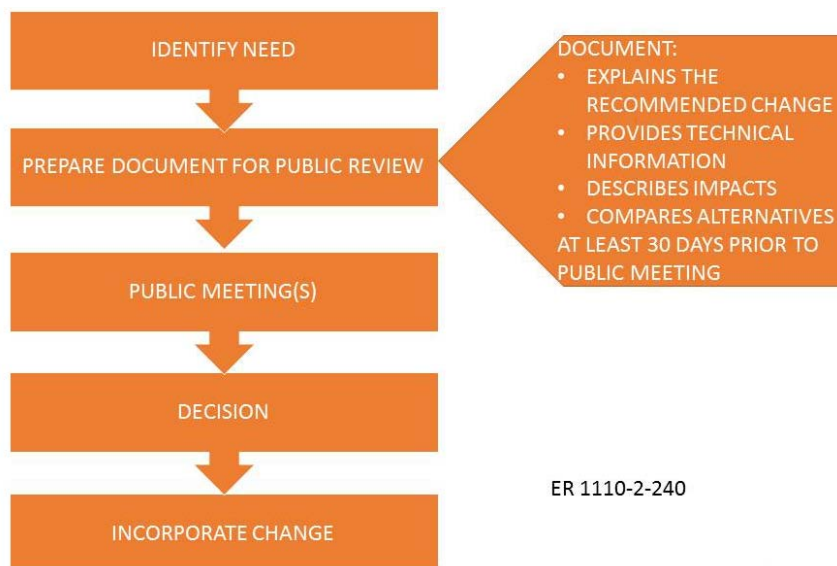 IDENTIFY NEED
PREPARE DOCUMENT FOR PUBLIC REVIEW
PUBLIC MEETING(S)
DECISION
INCORPORATE CHANGE
DOCUMENT:
• EXPLAINS THE
RECOMMENDED CHANGE
• PROVIDES TECHNICAL
INFORMATION
• DESCRIBES IMPACTS
• COMPARES ALTERNATIVES
AT LEAST 30 DAYS PRIOR TO
PUBLIC MEETING
ER 1110-2-240